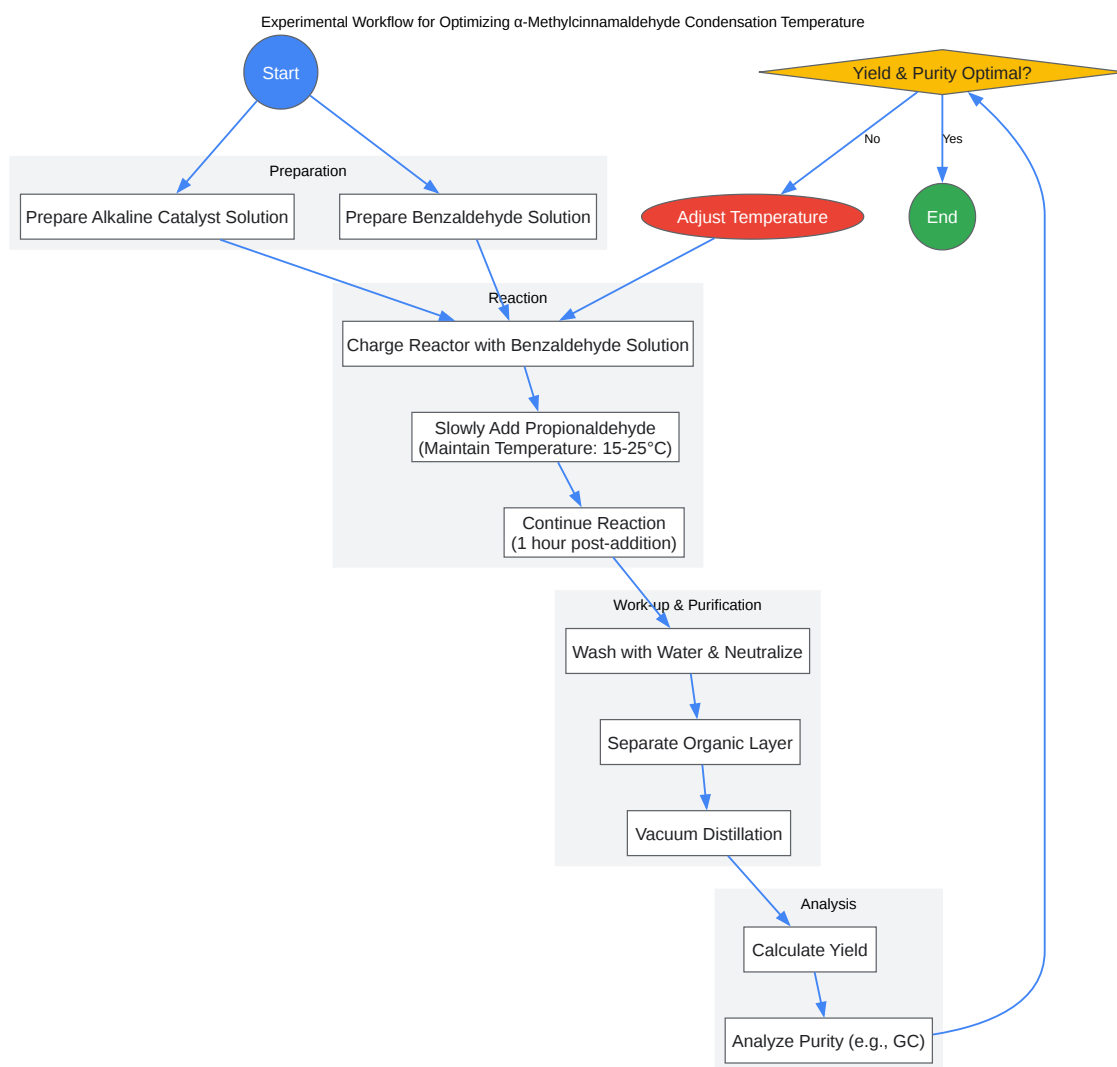 Experimental Workflow for Optimizing α-Methylcinnamaldehyde Condensation Temperature
Start
Yield & Purity Optimal?
No
Yes
Preparation
Prepare Alkaline Catalyst Solution
Prepare Benzaldehyde Solution
Adjust Temperature
End
Reaction
Charge Reactor with Benzaldehyde Solution
Slowly Add Propionaldehyde
(Maintain Temperature: 15-25°C)
Continue Reaction
(1 hour post-addition)
Work-up & Purification
Wash with Water & Neutralize
Separate Organic Layer
Vacuum Distillation
Analysis
Calculate Yield
Analyze Purity (e.g., GC)